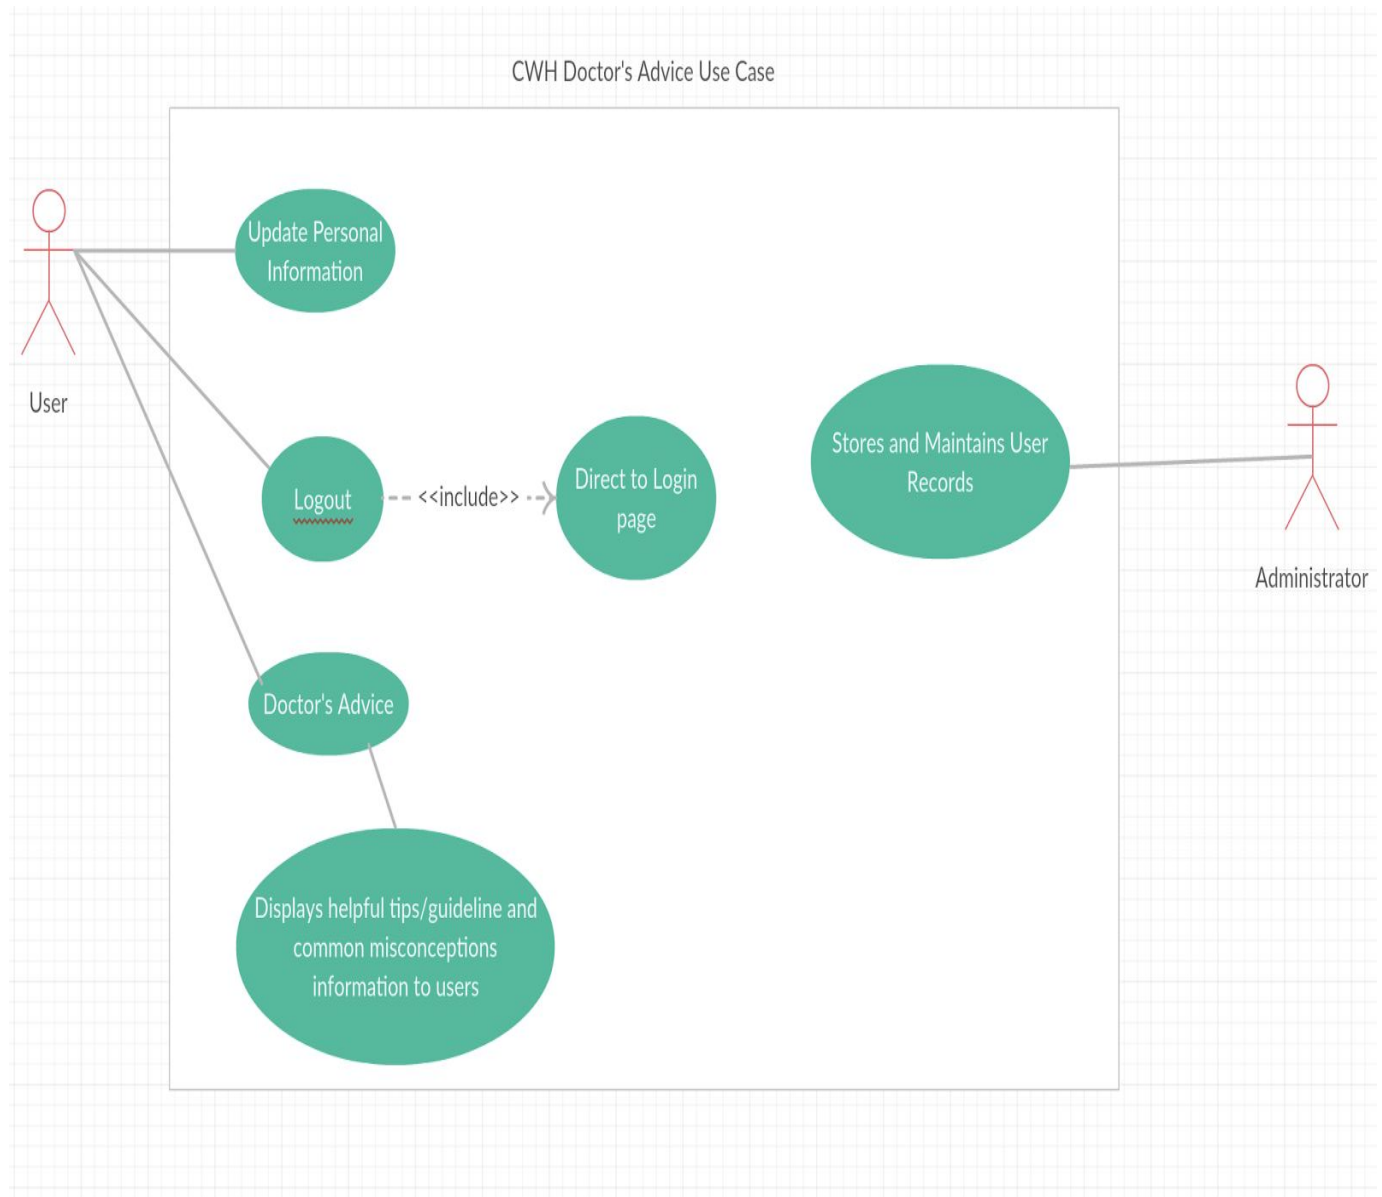 CWH Doctor's Advice Use Case
Update Personal
Information
User
Logout
<<include>>
Direct to Login
page
Stores and Maintains User
Records
Administrator
Doctor's Advice
Displays helpful tips/guideline and
common misconceptions
information to users